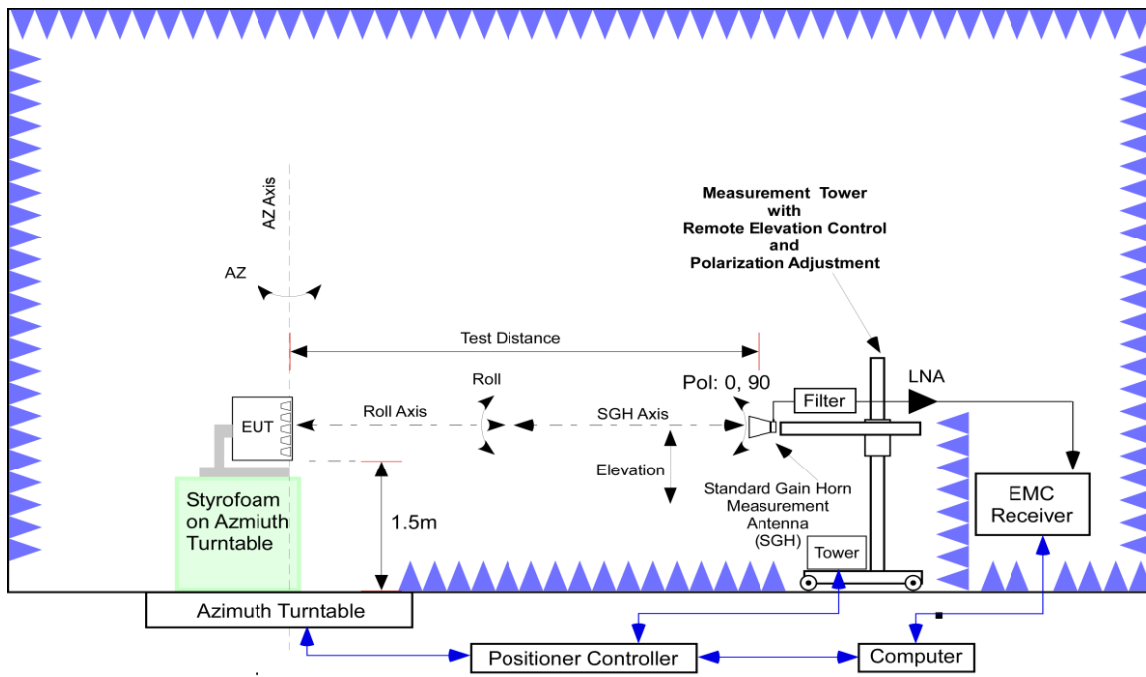 Measurement Tower
with
Remote Elevation Control
and
Polarization Adjustment
AZ Axis
AZ
Test Distance
Roll
Pol: 0, 90
Filter
LNA
EUT
Roll Axis
SGH Axis
Elevation
Standard Gain Horn
Measurement
Antenna
(SGH)
EMC
Receiver
Styrofoam
on Azmiuth
Turntable
1.5m
Tower
Azimuth Turntable
Positioner Controller
Computer